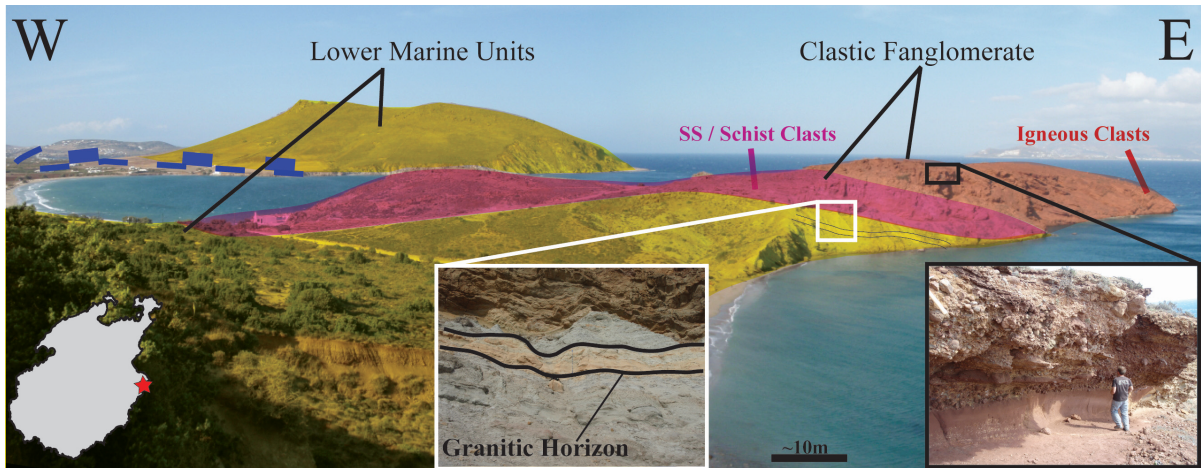 W
E
Lower Marine Units
Clastic Fanglomerate
SS / Schist Clasts
Igneous Clasts
Granitic Horizon
~10m